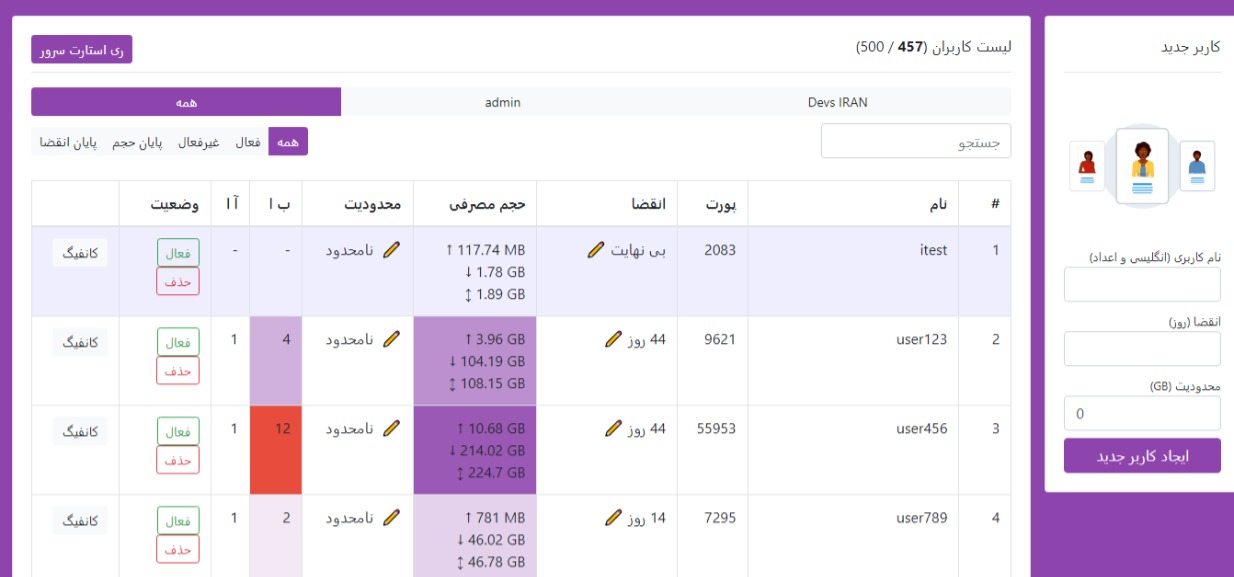 کاربر جدید
نام کاربری (انگلیسی و اعداد)
انقضا (روز)
محدودیت (GB)
0
ایجاد کاربر جدید
لیست کاربران (457 / 500)
ری استارت سرور
Devs IRAN admin همه
جستجو
همه فعال غیرفعال پایان حجم پایان انقضا
# نام پورت انقضا حجم مصرفی محدودیت ب ا آ ا وضعیت
1 itest 2083 بی نهایت ↑ 117.74 MB نامحدود - - فعال کانفیگ
↓ 1.78 GB حذف
↕ 1.89 GB
2 user123 9621 44 روز ↑ 3.96 GB نامحدود 4 1 فعال کانفیگ
↓ 104.19 GB حذف
↕ 108.15 GB
3 user456 55953 44 روز ↑ 10.68 GB نامحدود 12 1 فعال کانفیگ
↓ 214.02 GB حذف
↕ 224.7 GB
4 user789 7295 14 روز ↑ 781 MB نامحدود 2 1 فعال کانفیگ
↓ 46.02 GB حذف
↕ 46.78 GB